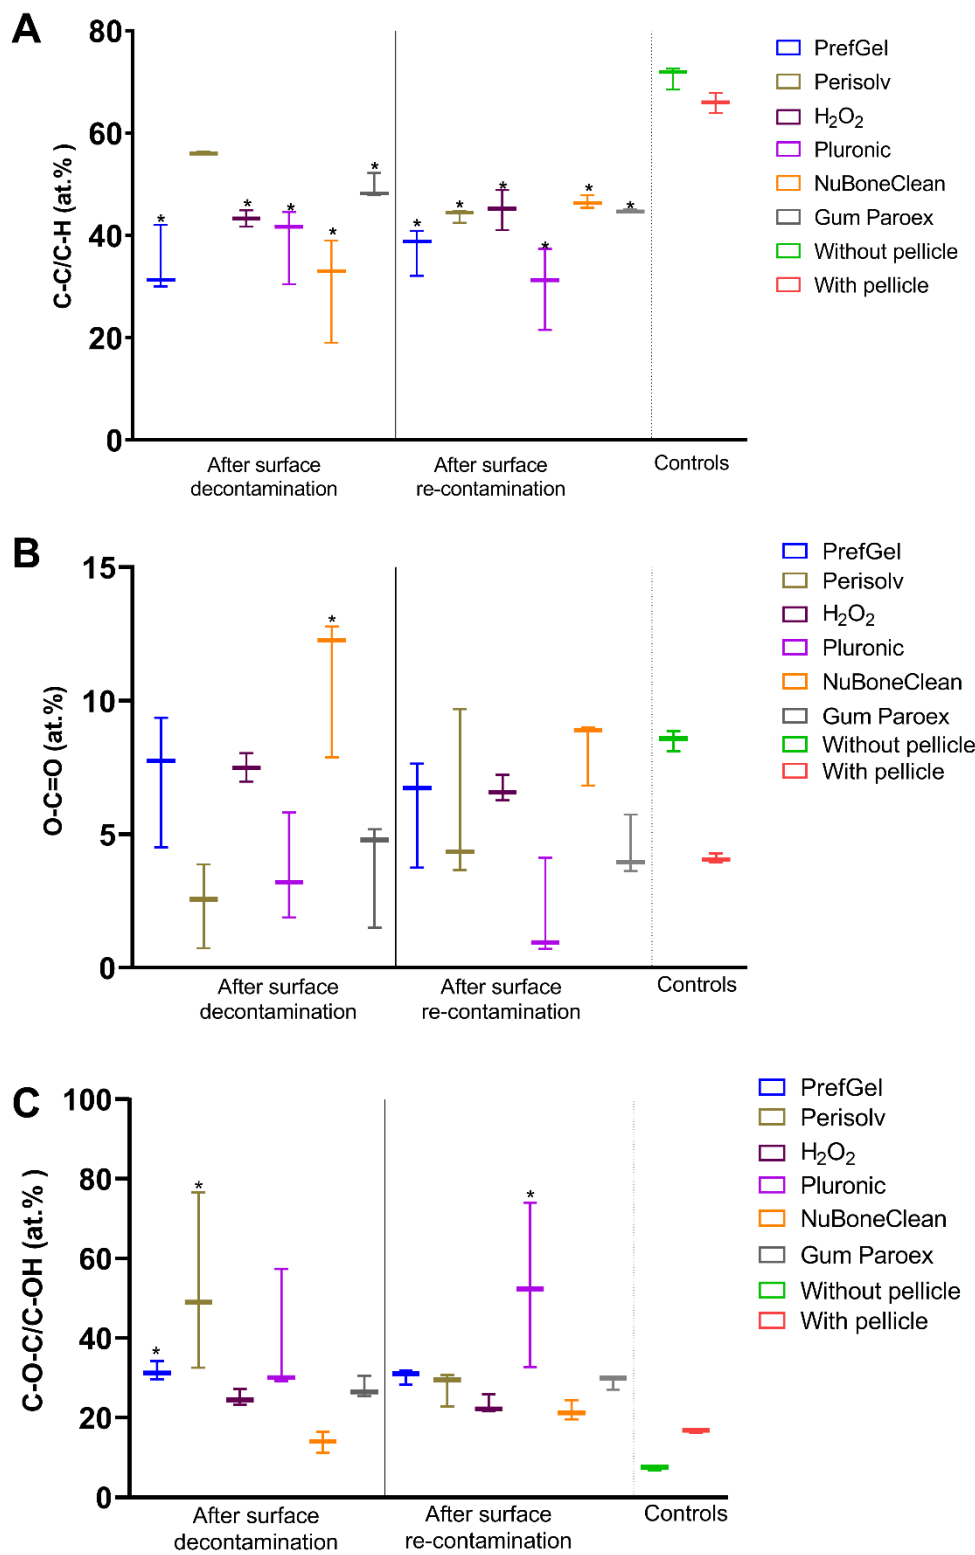 A
80
60
40
20
0
C-C/C-H (at.%)
* * * * *
* * * * * *
After surface
decontamination
After surface
re-contamination
Controls
PrefGel
Perisolv
H₂O₂
Pluronic
NuBoneClean
Gum Paroex
Without pellicle
With pellicle
B
15
10
5
0
O-C=O (at.%)
*
After surface
decontamination
After surface
re-contamination
Controls
PrefGel
Perisolv
H₂O₂
Pluronic
NuBoneClean
Gum Paroex
Without pellicle
With pellicle
C
100
80
60
40
20
0
C-O-C/C-OH (at.% )
* *
*
After surface
decontamination
After surface
re-contamination
Controls
PrefGel
Perisolv
H₂O₂
Pluronic
NuBoneClean
Gum Paroex
Without pellicle
With pellicle